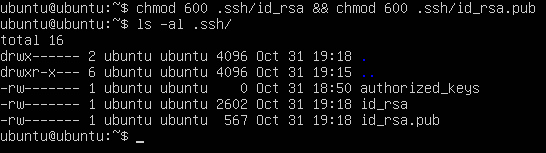 ubuntu@ubuntu:~$ chmod 600 .ssh/id_rsa && chmod 600 .ssh/id_rsa.pub
ubuntu@ubuntu:~$ ls -al .ssh/
total 16
drwx------ 2 ubuntu ubuntu 4096 Oct 31 19:18 .
drwxr-x--- 6 ubuntu ubuntu 4096 Oct 31 19:15 ..
-rw------- 1 ubuntu ubuntu    0 Oct 31 18:50 authorized_keys
-rw------- 1 ubuntu ubuntu 2602 Oct 31 19:18 id_rsa
-rw------- 1 ubuntu ubuntu  567 Oct 31 19:18 id_rsa.pub
ubuntu@ubuntu:~$ _